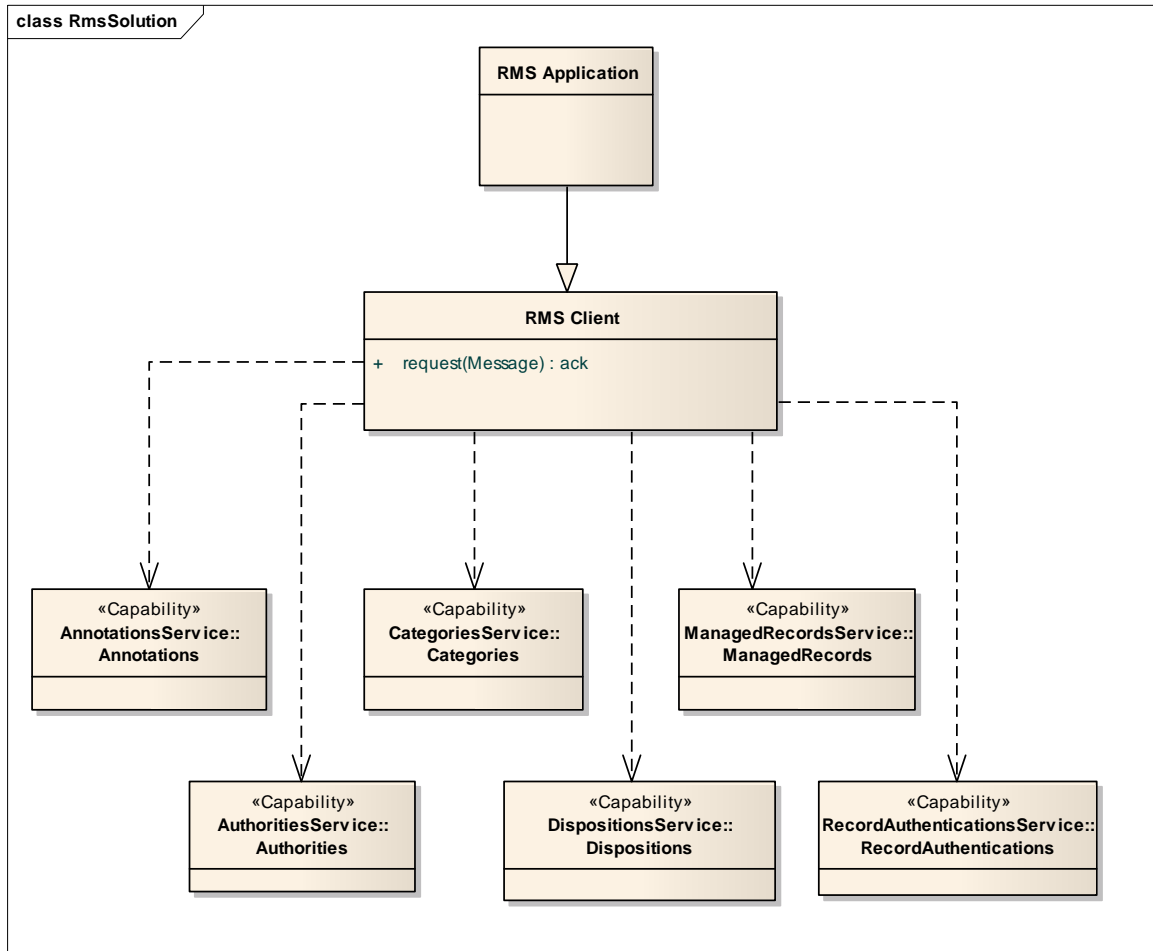 class RmsSolution
RMS Application
RMS Client
+ request(Message) : ack
«Capability»
AnnotationsService::
Annotations
«Capability»
CategoriesService::
Categories
«Capability»
ManagedRecordsService::
ManagedRecords
«Capability»
AuthoritiesService::
Authorities
«Capability»
DispositionsService::
Dispositions
«Capability»
RecordAuthenticationsService::
RecordAuthentications